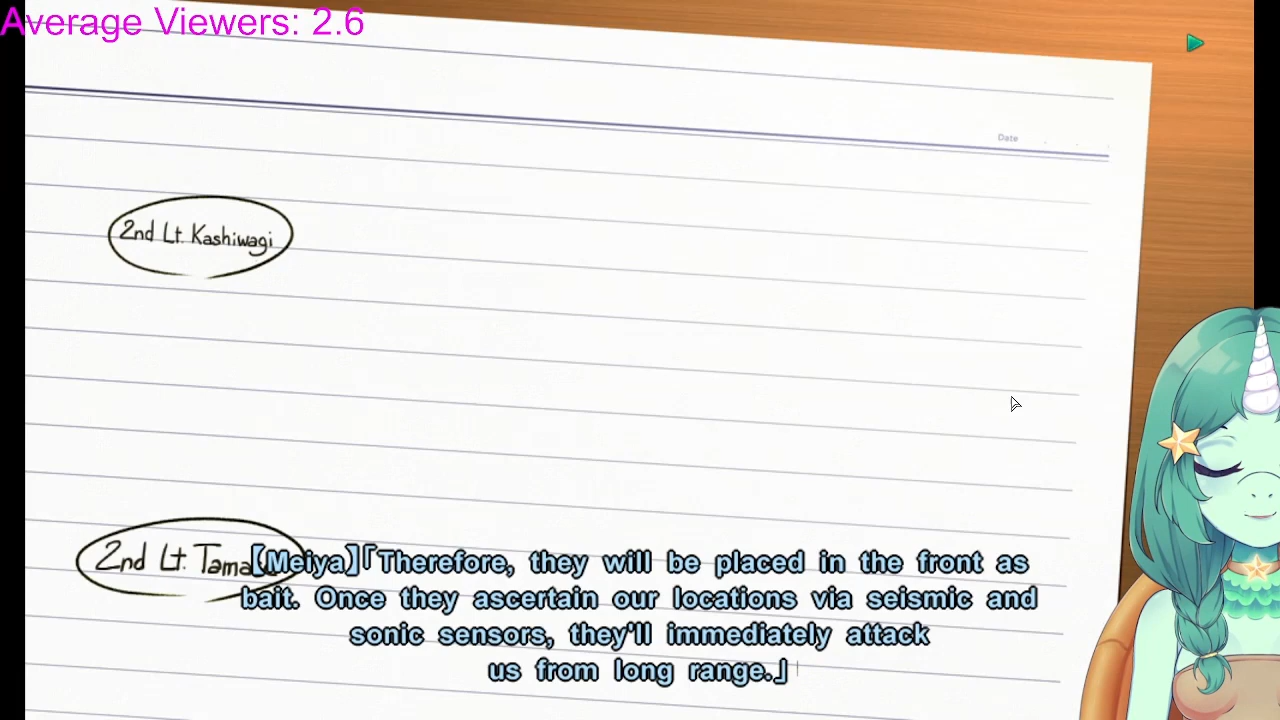 Average Viewers: 2.6
Date
2nd Lt. Kashiwagi
2nd Lt. Tama
【Meiya】「Therefore, they will be placed in the front as
bait. Once they ascertain our locations via seismic and
sonic sensors, they'll immediately attack
us from long range.」